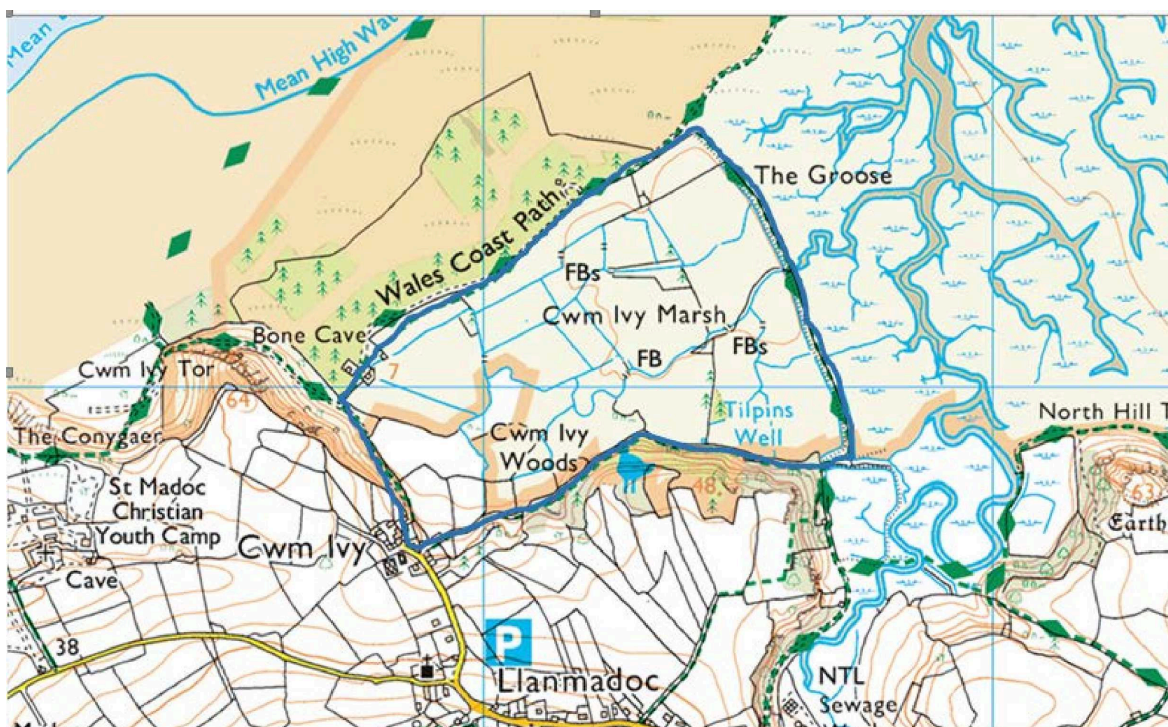 Mean
Mean High Wat
The Groose
Wales Coast Path
FBs
Cwm Ivy Marsh
Bone Cave
FBs
FB
7
Cwm Ivy Tor
64
Tilpins
Well
North Hill T
The Conygaer
Cwm Ivy
Woods
48
63
St Madoc
Christian
Youth Camp
Earth
Cwm Ivy
Cave
38
P
Llanmadoc
NTL
Sewage